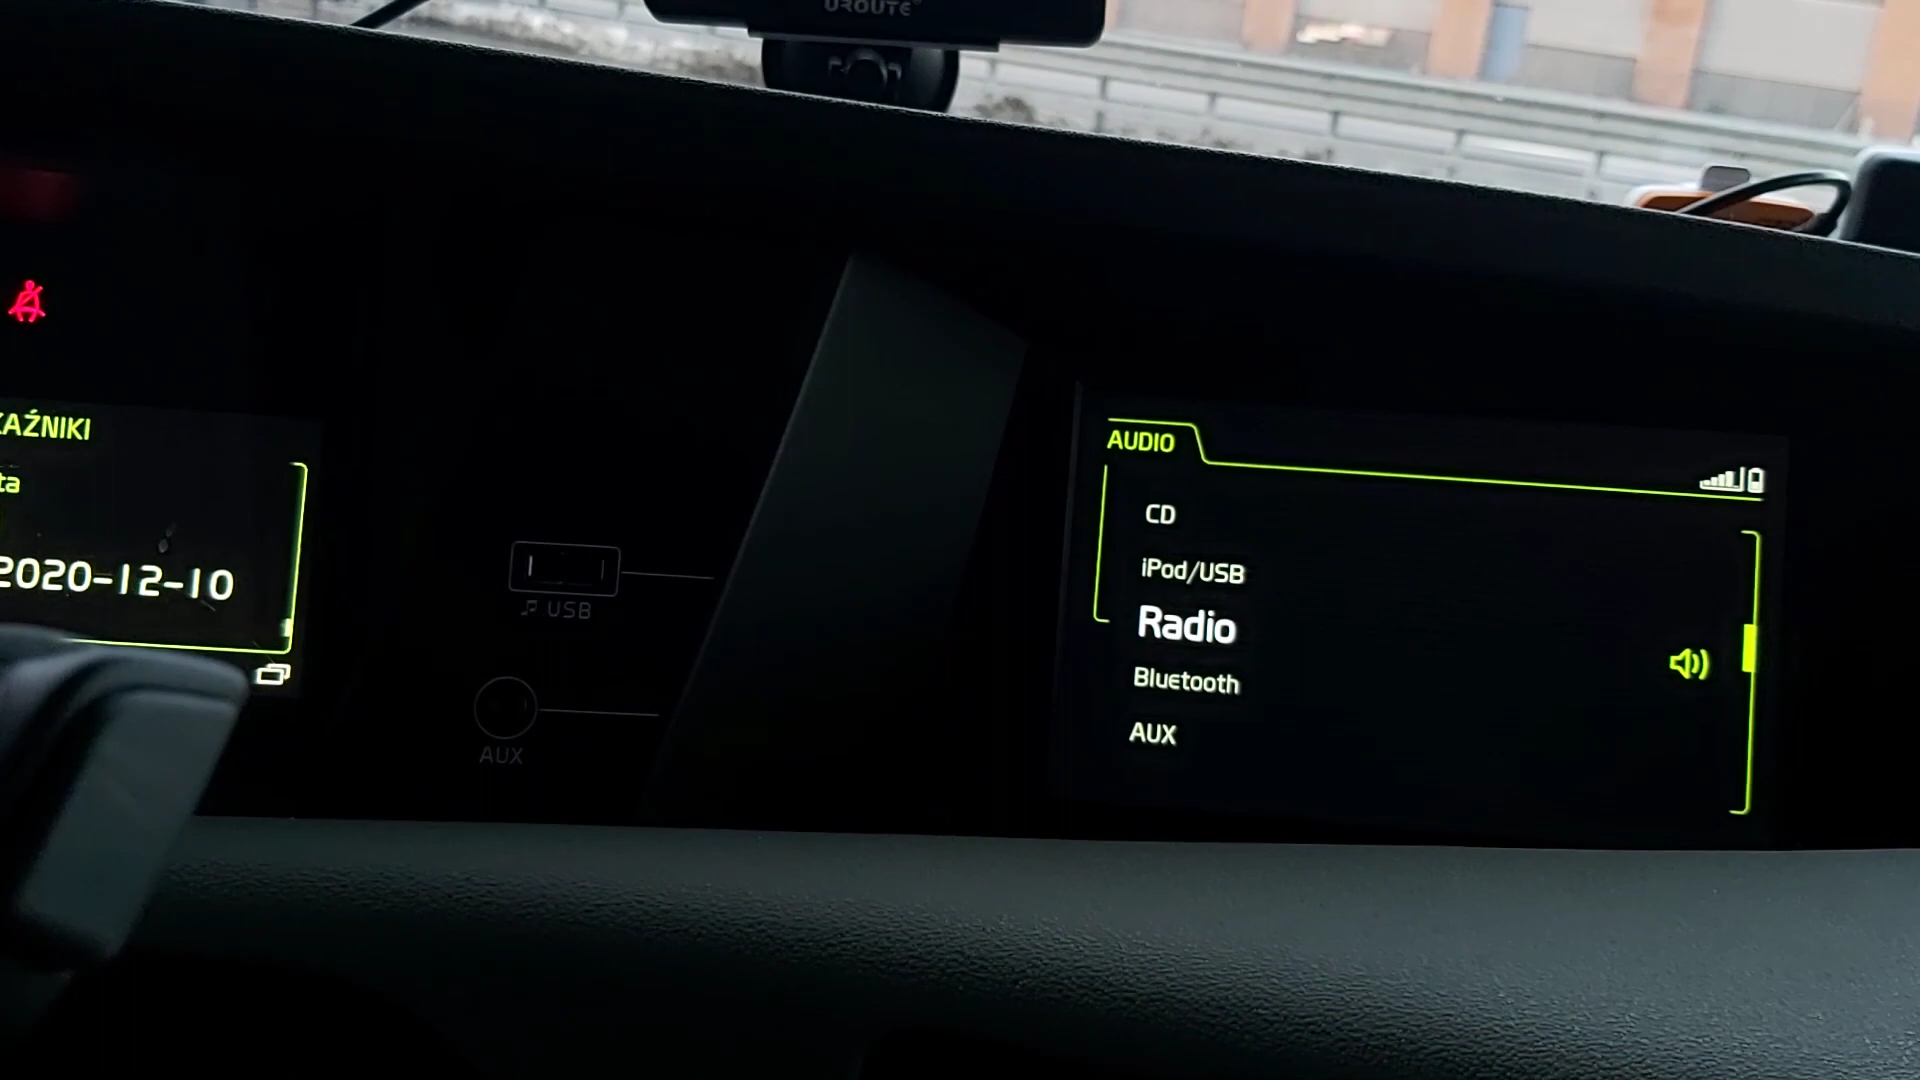 UROUTE
KAŹNIKI
ta
2020-12-10
USB
AUX
AUDIO
CD
iPod/USB
Radio
Bluetooth
AUX